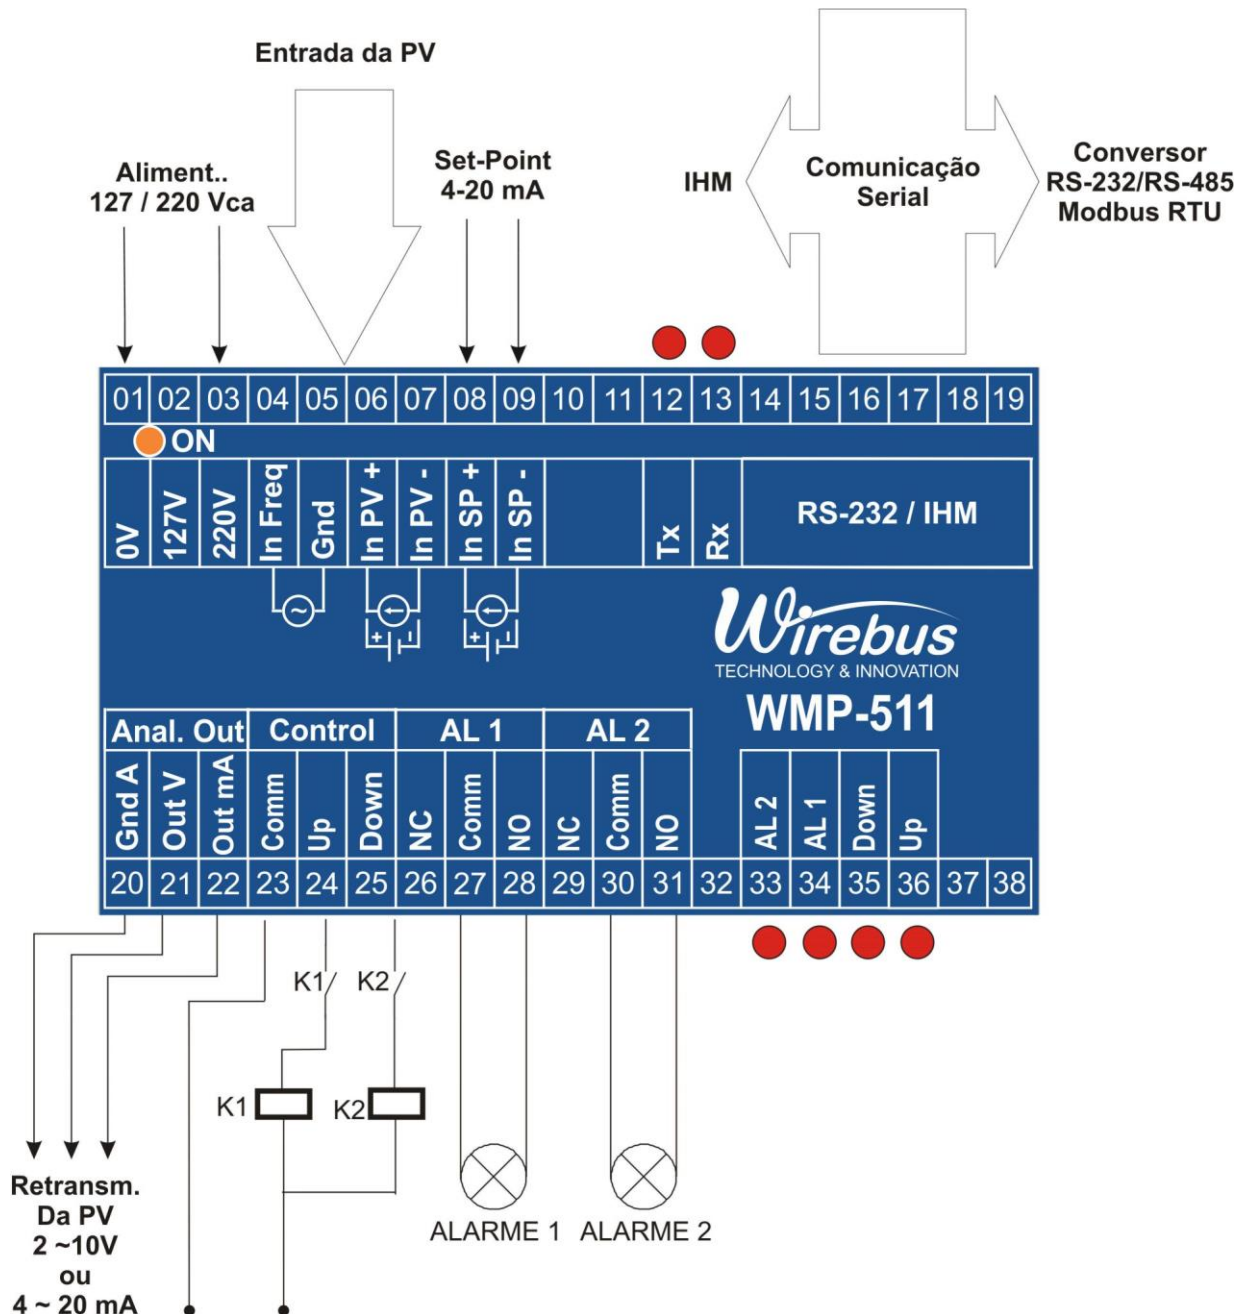 Entrada da PV
Aliment..
127 / 220 Vca
Set-Point
4-20 mA
IHM
Comunicação
Serial
Conversor
RS-232/RS-485
Modbus RTU
01 02 03 04 05 06 07 08 09 10 11 12 13 14 15 16 17 18 19
ON
0V
127V
220V
In Freq
Gnd
In PV +
In PV -
In SP +
In SP -
Tx
Rx
RS-232 / IHM
~
+ -
+ -
Wirebus
TECHNOLOGY & INNOVATION
WMP-511
Anal. Out
Control
AL 1
AL 2
Gnd A
Out V
Out mA
Comm
Up
Down
NC
Comm
NO
NC
Comm
NO
AL 2
AL 1
Down
Up
20 21 22 23 24 25 26 27 28 29 30 31 32 33 34 35 36 37 38
K1
K2
K1
K2
ALARME 1
ALARME 2
Retransm.
Da PV
2 ~10V
ou
4 ~ 20 mA